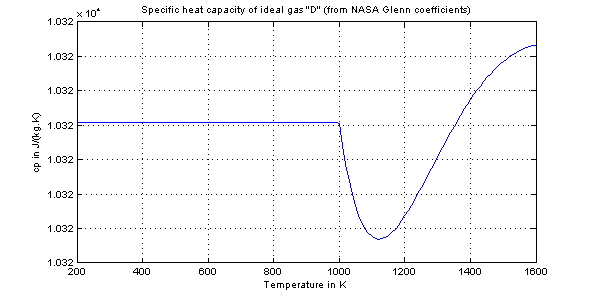 Specific heat capacity of ideal gas "D" (from NASA Glenn coefficients)
× 10⁴
1.032
1.032
1.032
1.032
1.032
1.032
1.032
1.032
cp in J/(kg.K)
200 400 600 800 1000 1200 1400 1600
Temperature in K